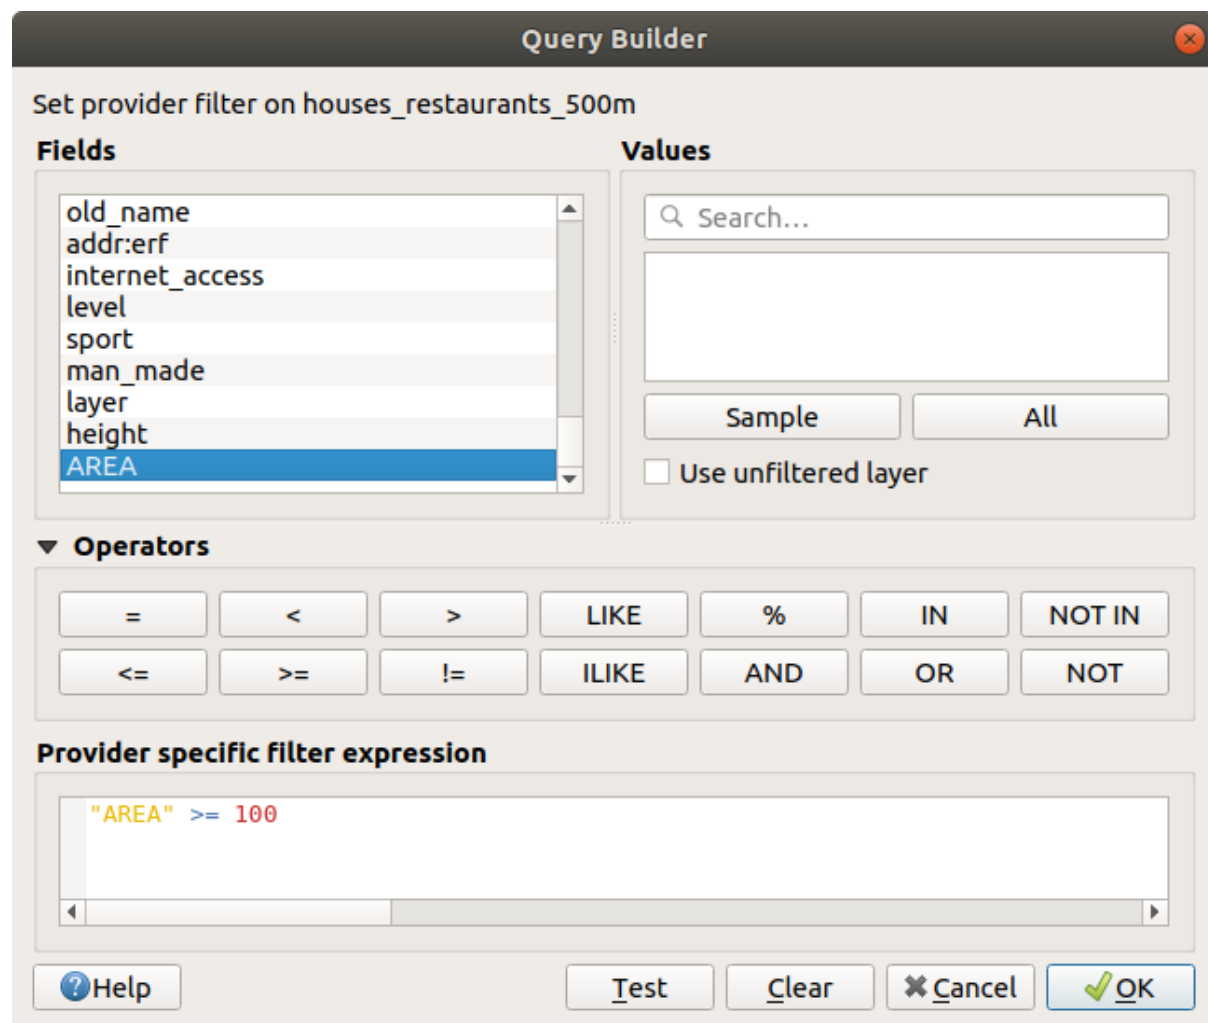 Query Builder
Set provider filter on houses_restaurants_500m
Fields
Values
old_name
addr:erf
internet_access
level
sport
man_made
layer
height
AREA
Search...
Sample
All
Use unfiltered layer
Operators
= < > LIKE % IN NOT IN
<= >= != ILIKE AND OR NOT
Provider specific filter expression
"AREA" >= 100
Help Test Clear Cancel OK